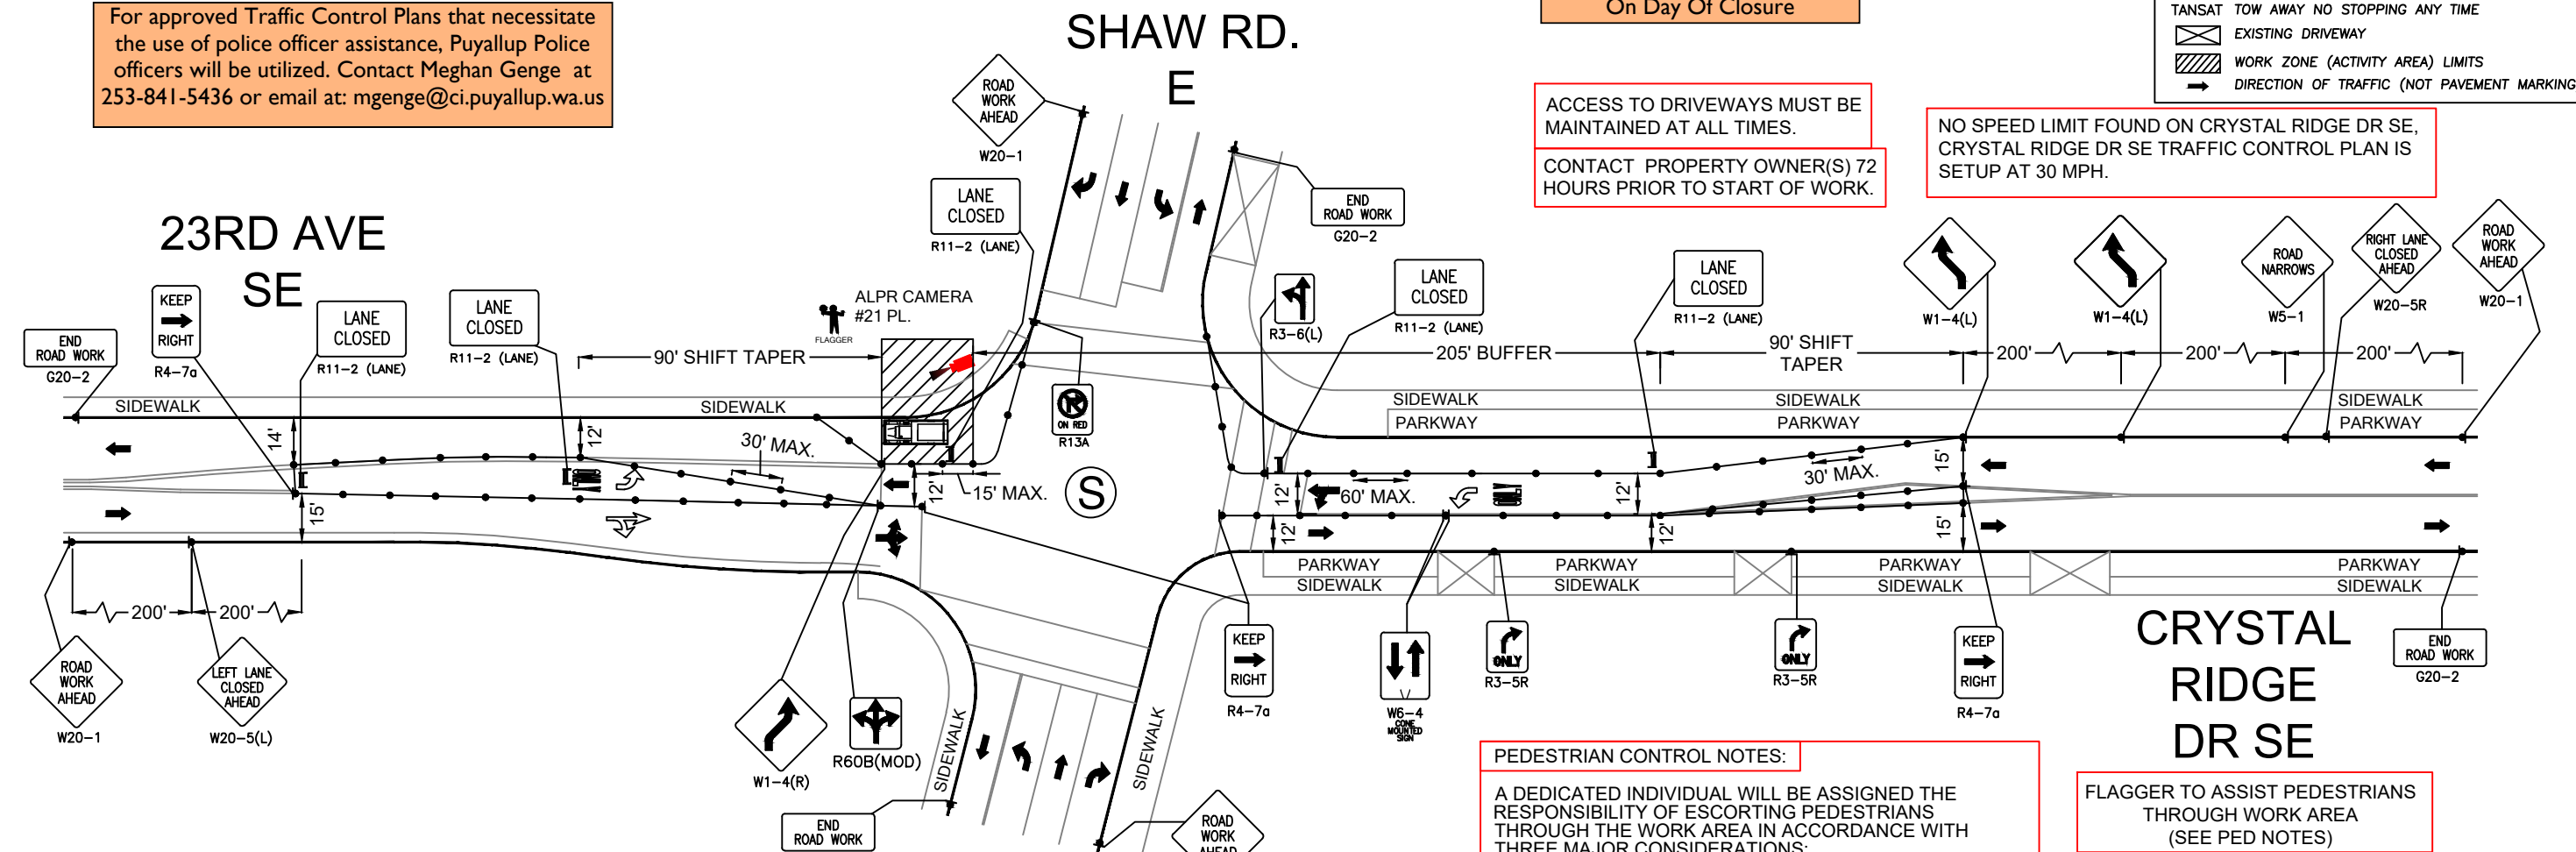 For approved Traffic Control Plans that necessitate
the use of police officer assistance, Puyallup Police
officers will be utilized. Contact Meghan Genge at
253-841-5436 or email at: mgenge@ci.puyallup.wa.us
On Day Of Closure
TANSAT TOW AWAY NO STOPPING ANY TIME
EXISTING DRIVEWAY
WORK ZONE (ACTIVITY AREA) LIMITS
DIRECTION OF TRAFFIC (NOT PAVEMENT MARKING
SHAW RD.
E
ROAD
WORK
AHEAD
W20-1
ACCESS TO DRIVEWAYS MUST BE
MAINTAINED AT ALL TIMES.
CONTACT PROPERTY OWNER(S) 72
HOURS PRIOR TO START OF WORK.
NO SPEED LIMIT FOUND ON CRYSTAL RIDGE DR SE,
CRYSTAL RIDGE DR SE TRAFFIC CONTROL PLAN IS
SETUP AT 30 MPH.
LANE
CLOSED
R11-2 (LANE)
END
ROAD WORK
G20-2
23RD AVE
SE
END
ROAD WORK
G20-2
KEEP
RIGHT
R4-7a
LANE
CLOSED
R11-2 (LANE)
LANE
CLOSED
R11-2 (LANE)
FLAGGER
ALPR CAMERA
#21 PL.
R3-6(L)
LANE
CLOSED
R11-2 (LANE)
LANE
CLOSED
R11-2 (LANE)
W1-4(L)
W1-4(L)
ROAD
NARROWS
W5-1
RIGHT LANE
CLOSED
AHEAD
W20-5R
ROAD
WORK
AHEAD
W20-1
90' SHIFT TAPER
205' BUFFER
90' SHIFT
TAPER
200'
200'
200'
ON RED
R13A
SIDEWALK
SIDEWALK
SIDEWALK
SIDEWALK
SIDEWALK
PARKWAY
PARKWAY
PARKWAY
14'
12'
30' MAX.
12'
15' MAX.
S
12'
60' MAX.
12'
30' MAX.
15'
15'
12'
12'
15'
PARKWAY
PARKWAY
PARKWAY
PARKWAY
SIDEWALK
SIDEWALK
SIDEWALK
SIDEWALK
200'
200'
ROAD
WORK
AHEAD
W20-1
LEFT LANE
CLOSED
AHEAD
W20-5(L)
W1-4(R)
R60B(MOD)
SIDEWALK
SIDEWALK
KEEP
RIGHT
R4-7a
W6-4
CONE
MOUNTED
SIGN
ONLY
R3-5R
ONLY
R3-5R
KEEP
RIGHT
R4-7a
CRYSTAL
RIDGE
DR SE
END
ROAD WORK
G20-2
END
ROAD WORK
ROAD
WORK
AHEAD
PEDESTRIAN CONTROL NOTES:
A DEDICATED INDIVIDUAL WILL BE ASSIGNED THE
RESPONSIBILITY OF ESCORTING PEDESTRIANS
THROUGH THE WORK AREA IN ACCORDANCE WITH
THREE MAJOR CONSIDERATIONS:
FLAGGER TO ASSIST PEDESTRIANS
THROUGH WORK AREA
(SEE PED NOTES)